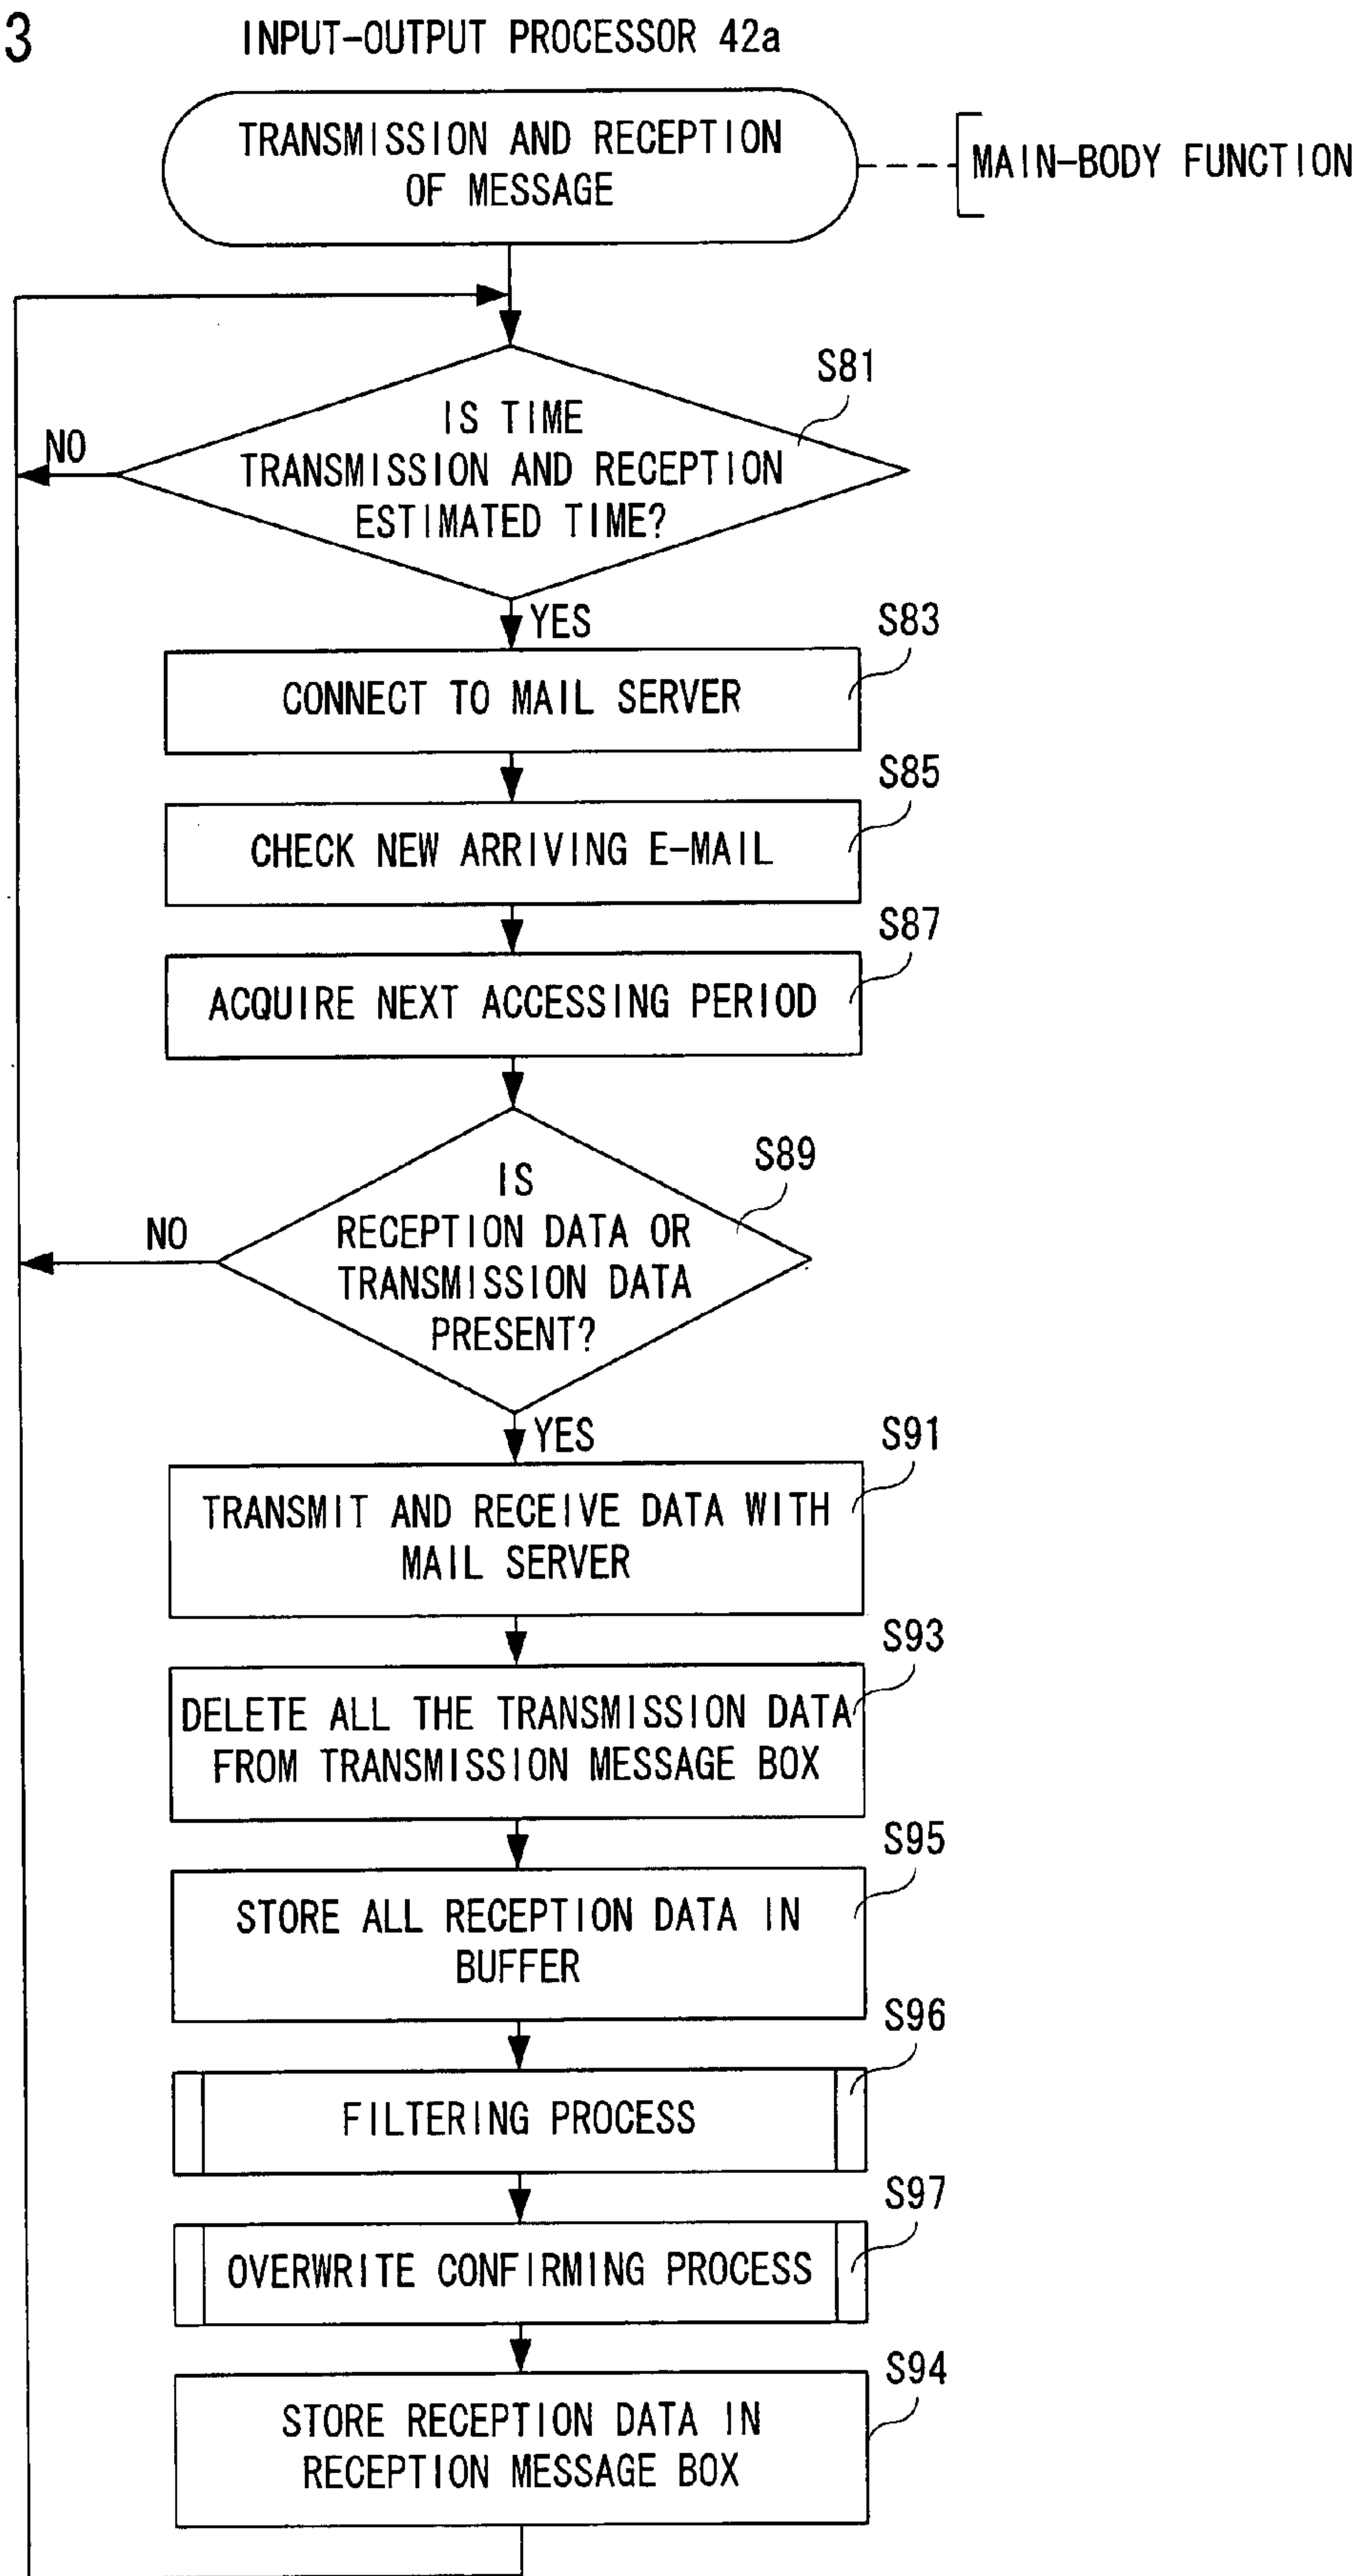 3
INPUT-OUTPUT PROCESSOR 42a
TRANSMISSION AND RECEPTION
OF MESSAGE
MAIN-BODY FUNCTION
S81
IS TIME
TRANSMISSION AND RECEPTION
ESTIMATED TIME?
NO
YES
S83
CONNECT TO MAIL SERVER
S85
CHECK NEW ARRIVING E-MAIL
S87
ACQUIRE NEXT ACCESSING PERIOD
S89
IS
RECEPTION DATA OR
TRANSMISSION DATA
PRESENT?
NO
YES
S91
TRANSMIT AND RECEIVE DATA WITH
MAIL SERVER
S93
DELETE ALL THE TRANSMISSION DATA
FROM TRANSMISSION MESSAGE BOX
S95
STORE ALL RECEPTION DATA IN
BUFFER
S96
FILTERING PROCESS
S97
OVERWRITE CONFIRMING PROCESS
S94
STORE RECEPTION DATA IN
RECEPTION MESSAGE BOX